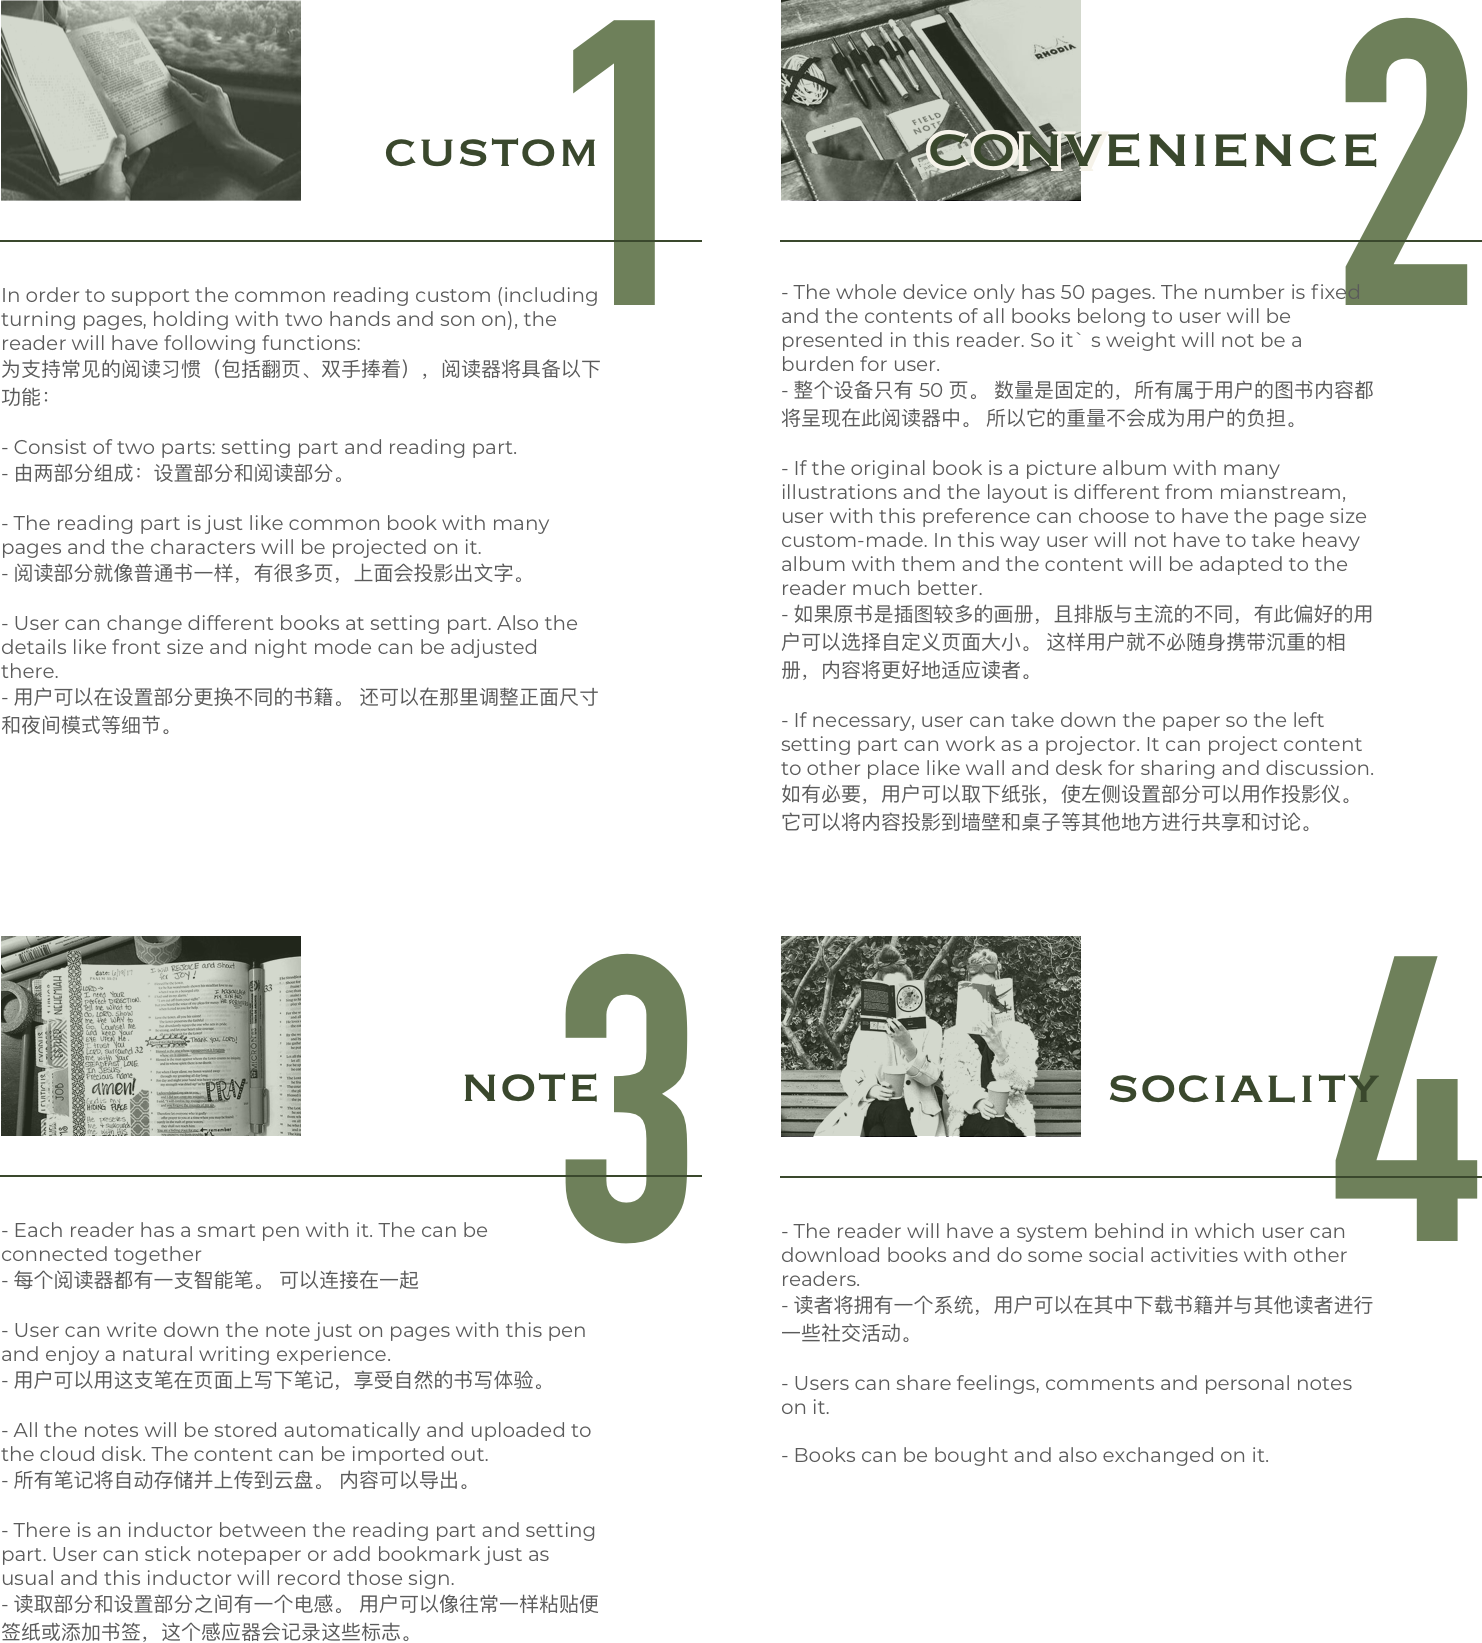 CUSTOM
1
In order to support the common reading custom (including
turning pages, holding with two hands and son on), the
reader will have following functions:
为支持常见的阅读习惯（包括翻页、双手捧着），阅读器将具备以下
功能：
- Consist of two parts: setting part and reading part.
- 由两部分组成：设置部分和阅读部分。
- The reading part is just like common book with many
pages and the characters will be projected on it.
- 阅读部分就像普通书一样，有很多页，上面会投影出文字。
- User can change different books at setting part. Also the
details like front size and night mode can be adjusted
there.
- 用户可以在设置部分更换不同的书籍。 还可以在那里调整正面尺寸
和夜间模式等细节。
RHODIA
FIELD
NOT
CONVENIENCE
2
- The whole device only has 50 pages. The number is fixed
and the contents of all books belong to user will be
presented in this reader. So it` s weight will not be a
burden for user.
- 整个设备只有 50 页。 数量是固定的，所有属于用户的图书内容都
将呈现在此阅读器中。 所以它的重量不会成为用户的负担。
- If the original book is a picture album with many
illustrations and the layout is different from mianstream,
user with this preference can choose to have the page size
custom-made. In this way user will not have to take heavy
album with them and the content will be adapted to the
reader much better.
- 如果原书是插图较多的画册，且排版与主流的不同，有此偏好的用
户可以选择自定义页面大小。 这样用户就不必随身携带沉重的相
册，内容将更好地适应读者。
- If necessary, user can take down the paper so the left
setting part can work as a projector. It can project content
to other place like wall and desk for sharing and discussion.
如有必要，用户可以取下纸张，使左侧设置部分可以用作投影仪。
它可以将内容投影到墙壁和桌子等其他地方进行共享和讨论。
I will REJOICE and shout
for JOY!
NEHEMIAH
JOB
THANK YOU LORD!
amen!
HIDING PLACE
PRAY
MICRON
NOTE
3
- Each reader has a smart pen with it. The can be
connected together
- 每个阅读器都有一支智能笔。 可以连接在一起
- User can write down the note just on pages with this pen
and enjoy a natural writing experience.
- 用户可以用这支笔在页面上写下笔记，享受自然的书写体验。
- All the notes will be stored automatically and uploaded to
the cloud disk. The content can be imported out.
- 所有笔记将自动存储并上传到云盘。 内容可以导出。
- There is an inductor between the reading part and setting
part. User can stick notepaper or add bookmark just as
usual and this inductor will record those sign.
- 读取部分和设置部分之间有一个电感。 用户可以像往常一样粘贴便
签纸或添加书签，这个感应器会记录这些标志。
SOCIALITY
4
- The reader will have a system behind in which user can
download books and do some social activities with other
readers.
- 读者将拥有一个系统，用户可以在其中下载书籍并与其他读者进行
一些社交活动。
- Users can share feelings, comments and personal notes
on it.
- Books can be bought and also exchanged on it.